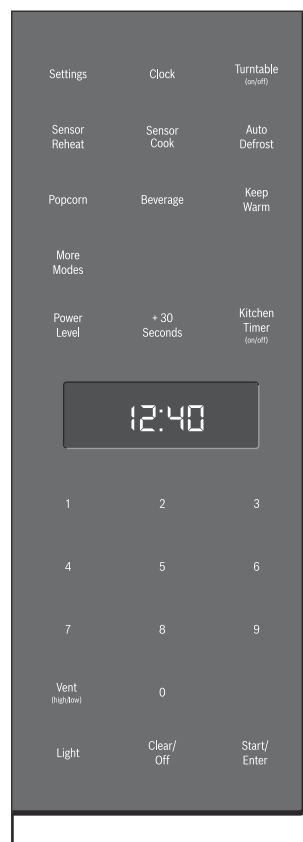 Settings Clock Turntable
(on/off)
Sensor Sensor Auto
Reheat Cook Defrost
Popcorn Beverage Keep
Warm
More
Modes
Power + 30 Kitchen
Level Seconds Timer
(on/off)
12:40
1 2 3
4 5 6
7 8 9
Vent 0
(high/low)
Light Clear/ Start/
Off Enter